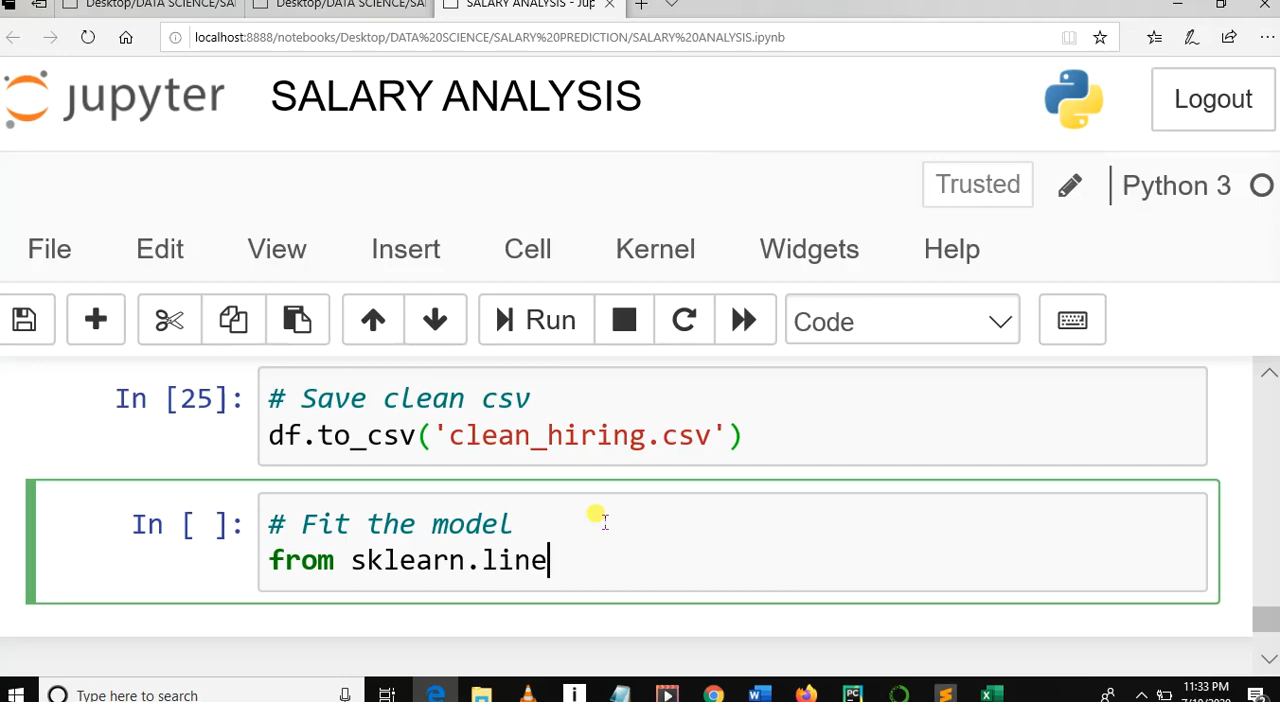 Desktop/DATA SCIENCE/SA
Desktop/DATA SCIENCE/SA
SALARY ANALYSIS - Jup
localhost:8888/notebooks/Desktop/DATA%20SCIENCE/SALARY%20PREDICTION/SALARY%20ANALYSIS.ipynb
jupyter SALARY ANALYSIS Logout
Trusted Python 3
File Edit View Insert Cell Kernel Widgets Help
Run Code
In [25]: # Save clean csv
df.to_csv('clean_hiring.csv')
In [ ]: # Fit the model
from sklearn.line
Type here to search
11:33 PM